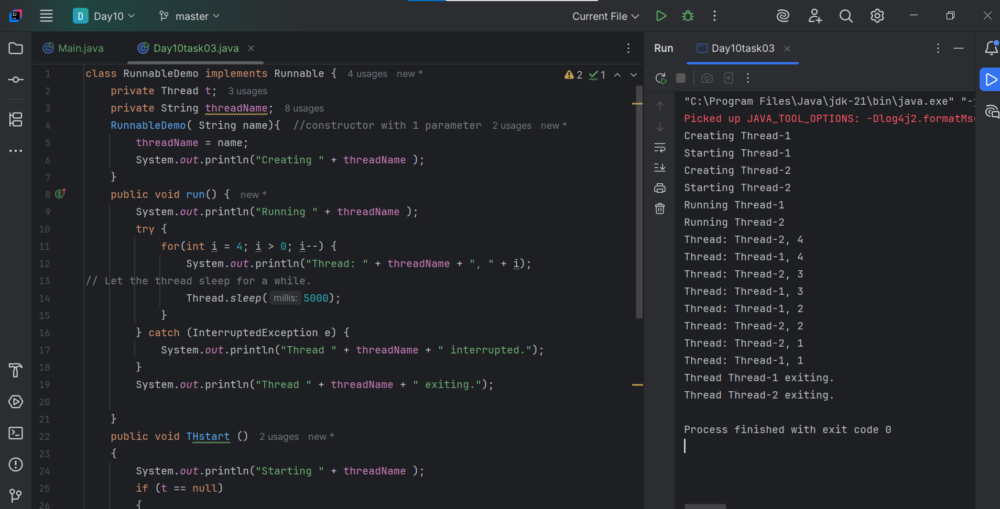 D Day10 master Current File
Main.java Day10task03.java
1 class RunnableDemo implements Runnable { 4 usages new *
2 private Thread t; 3 usages
3 private String threadName; 8 usages
4 RunnableDemo( String name){ //constructor with 1 parameter 2 usages new *
5 threadName = name;
6 System.out.println("Creating " + threadName );
7 }
8 public void run() { new *
9 System.out.println("Running " + threadName );
10 try {
11 for(int i = 4; i > 0; i--) {
12 System.out.println("Thread: " + threadName + ", " + i);
13 // Let the thread sleep for a while.
14 Thread.sleep( millis: 5000);
15 }
16 } catch (InterruptedException e) {
17 System.out.println("Thread " + threadName + " interrupted.");
18 }
19 System.out.println("Thread " + threadName + " exiting.");
20
21 }
22 public void THstart () 2 usages new *
23 {
24 System.out.println("Starting " + threadName );
25 if (t == null)
26 {
2 1
Run Day10task03
"C:\Program Files\Java\jdk-21\bin\java.exe" "-
Picked up JAVA_TOOL_OPTIONS: -Dlog4j2.formatMs
Creating Thread-1
Starting Thread-1
Creating Thread-2
Starting Thread-2
Running Thread-1
Running Thread-2
Thread: Thread-2, 4
Thread: Thread-1, 4
Thread: Thread-2, 3
Thread: Thread-1, 3
Thread: Thread-1, 2
Thread: Thread-2, 2
Thread: Thread-2, 1
Thread: Thread-1, 1
Thread Thread-1 exiting.
Thread Thread-2 exiting.
Process finished with exit code 0